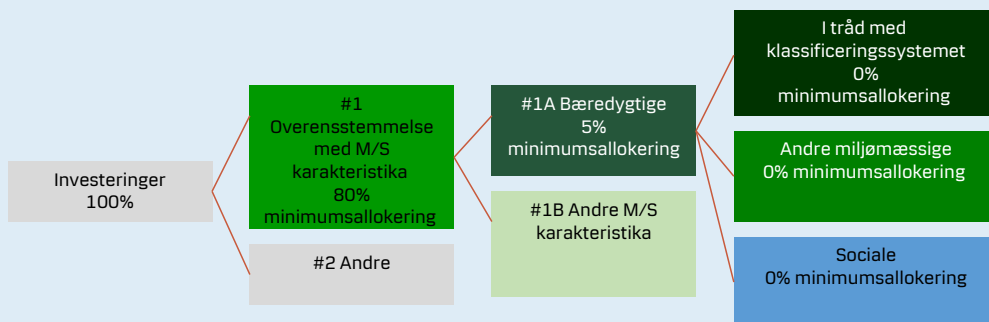 Investeringer
100%
#1
Overensstemmelse
med M/S
karakteristika
80%
minimumsallokering
#2 Andre
#1A Bæredygtige
5%
minimumsallokering
#1B Andre M/S
karakteristika
I tråd med
klassificeringssystemet
0%
minimumsallokering
Andre miljømæssige
0% minimumsallokering
Sociale
0% minimumsallokering